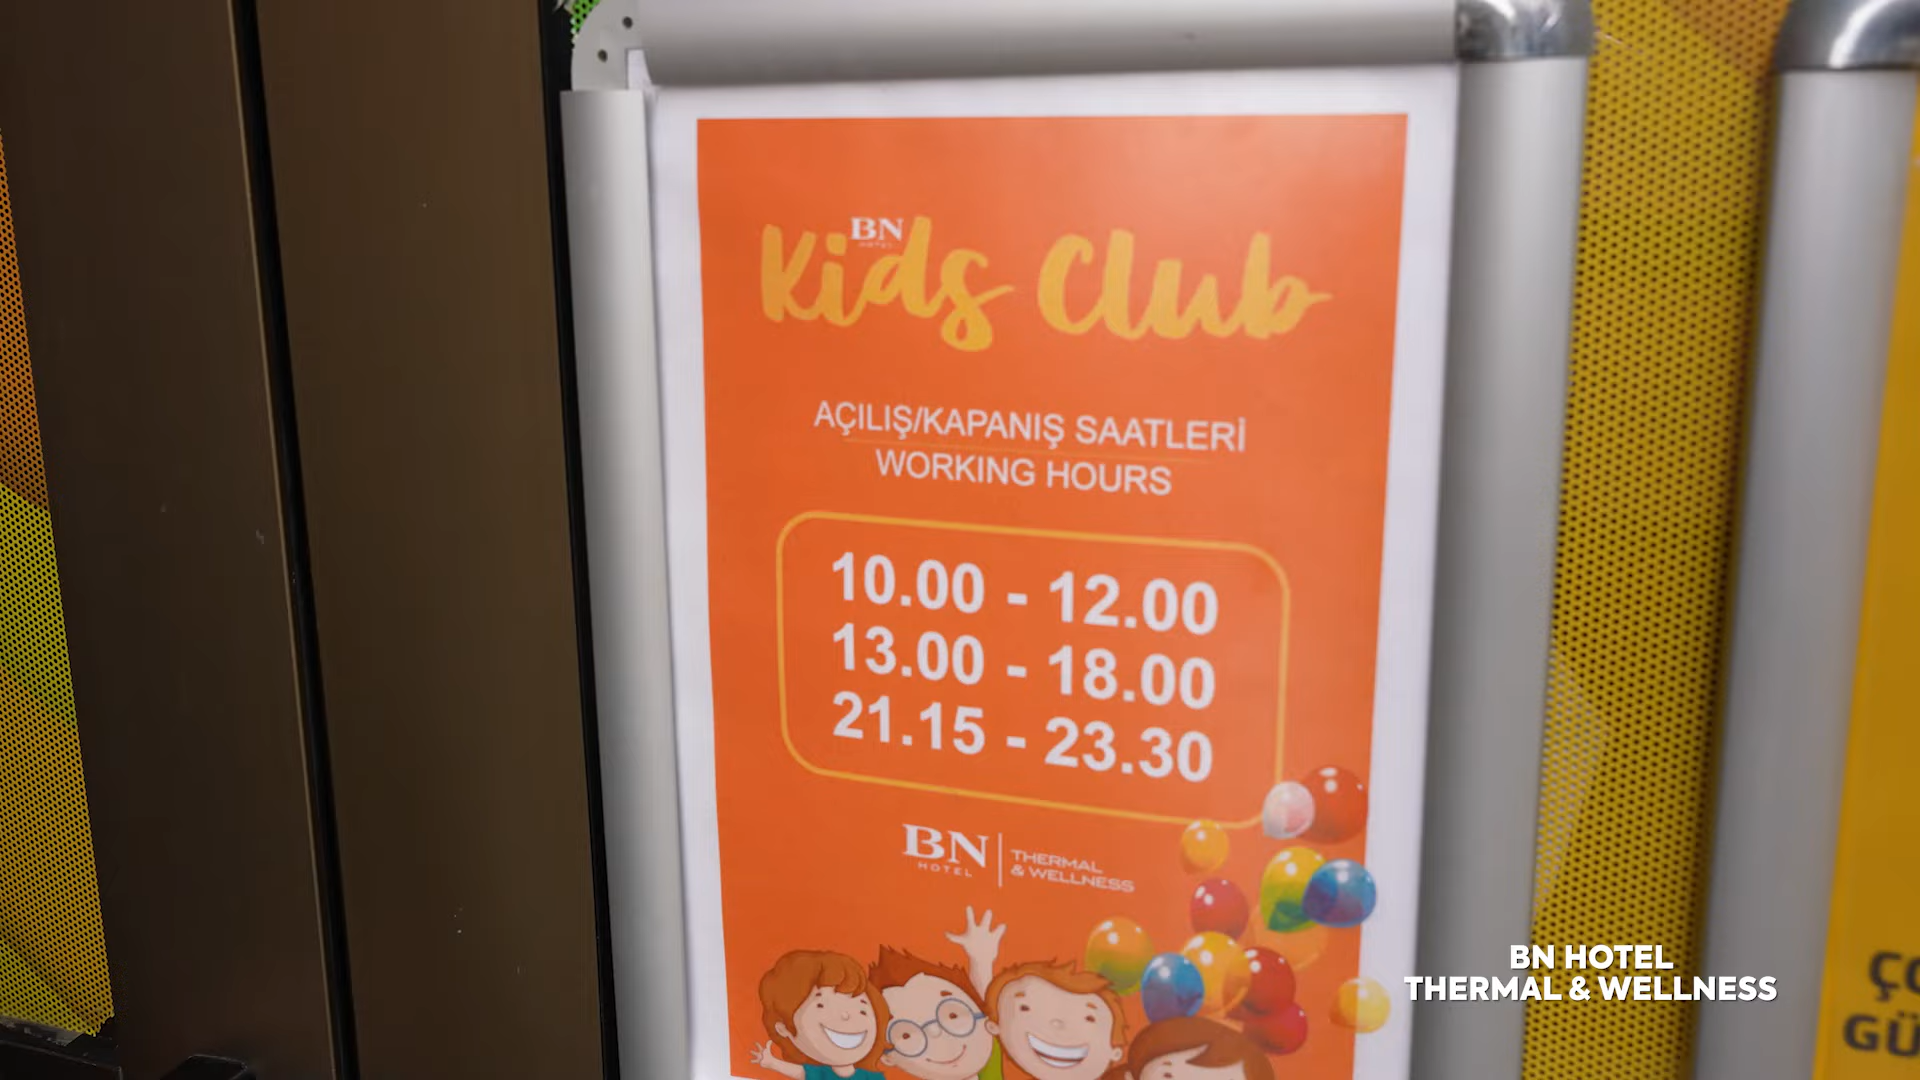 BN
HOTEL
Kids Club
AÇILIŞ/KAPANIŞ SAATLERİ
WORKING HOURS
10.00 - 12.00
13.00 - 18.00
21.15 - 23.30
BN
HOTEL
THERMAL
& WELLNESS
BN HOTEL
THERMAL & WELLNESS